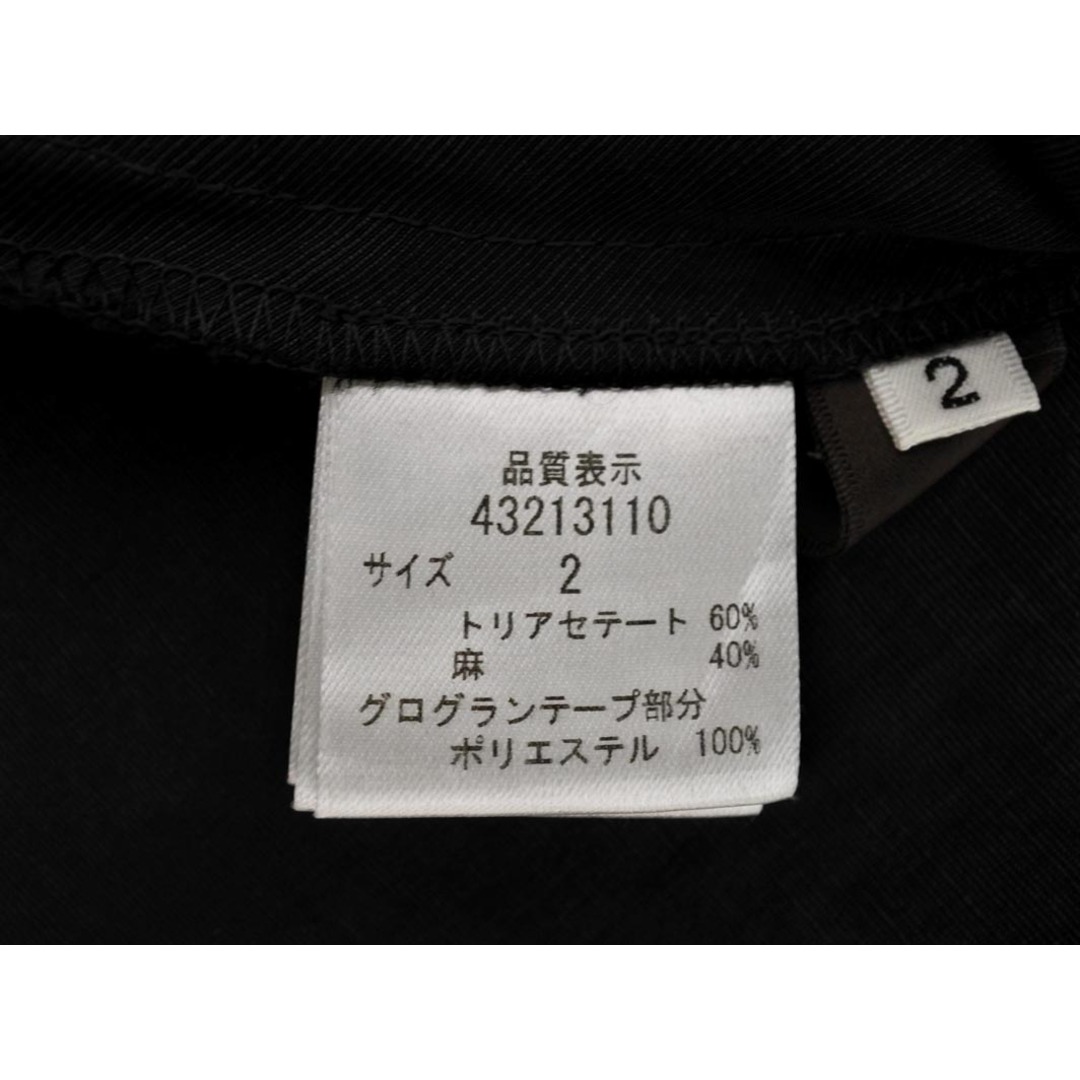 品質表示
43213110
サイズ 2
トリアセテート 60%
麻 40%
グログランテープ部分
ポリエステル 100%
2